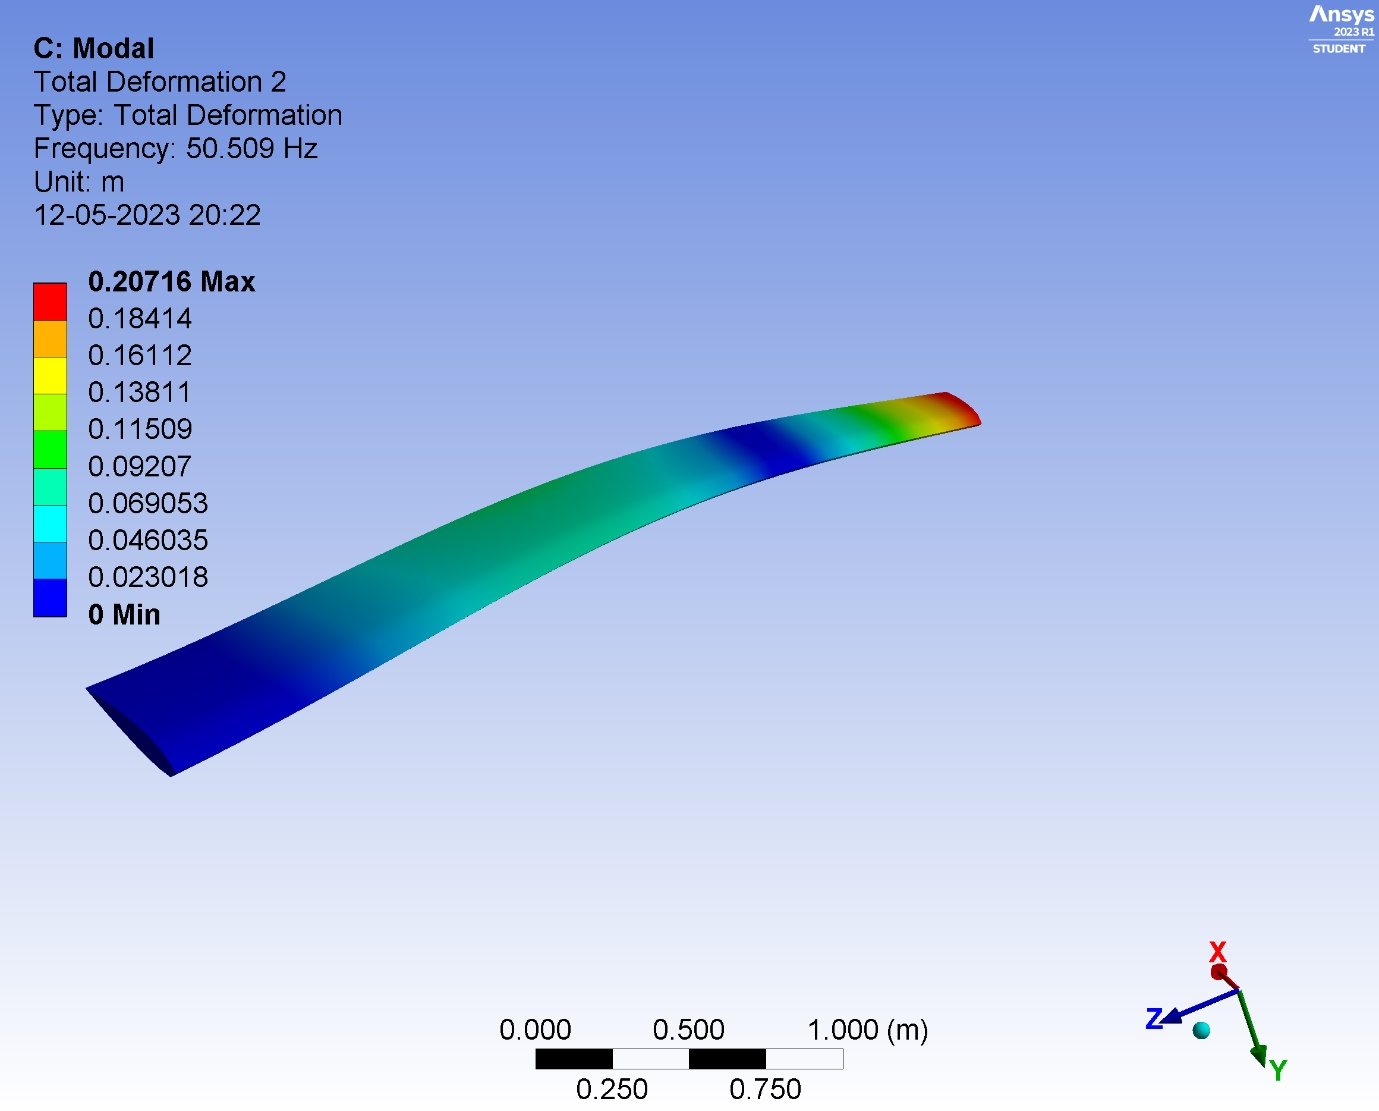 Ansys
2023 R1
STUDENT
C: Modal
Total Deformation 2
Type: Total Deformation
Frequency: 50.509 Hz
Unit: m
12-05-2023 20:22
0.20716 Max
0.18414
0.16112
0.13811
0.11509
0.09207
0.069053
0.046035
0.023018
0 Min
X
Z
Y
0.000 0.500 1.000 (m)
0.250 0.750